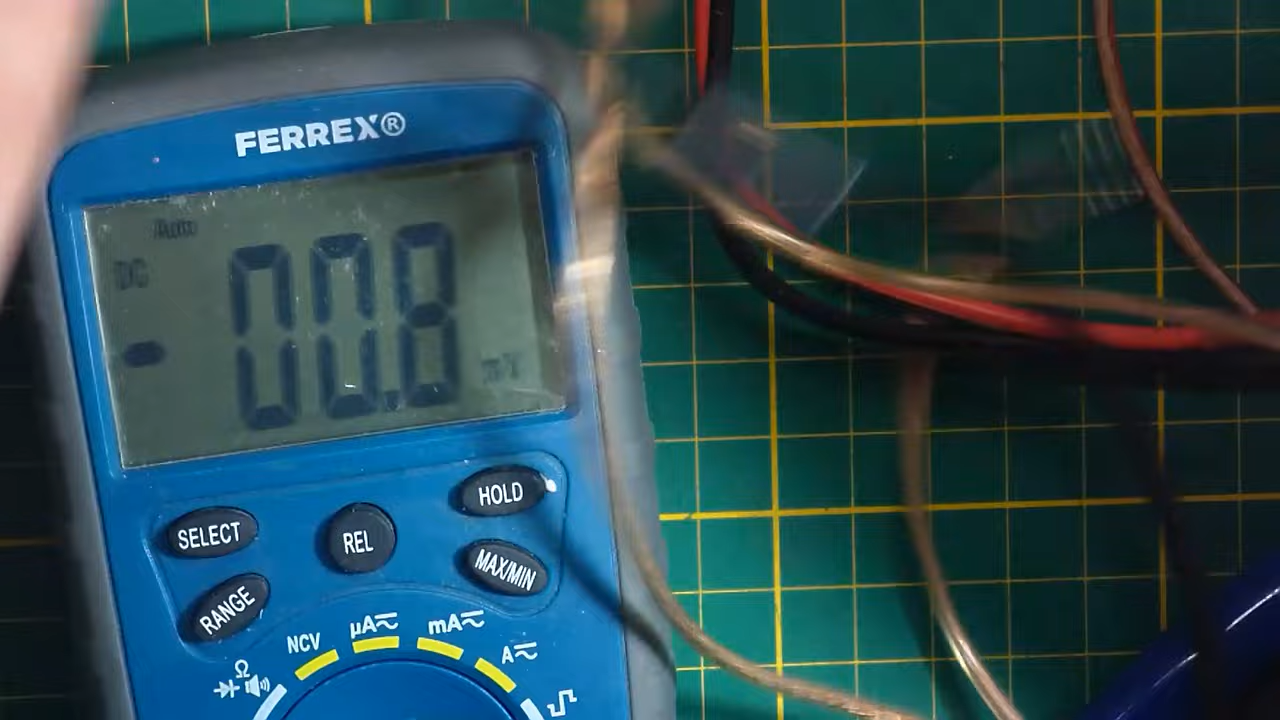 FERREX®
Auto
DC
-00.8
mV
SELECT
REL
HOLD
RANGE
MAX/MIN
NCV
µA
mA
A
Ω